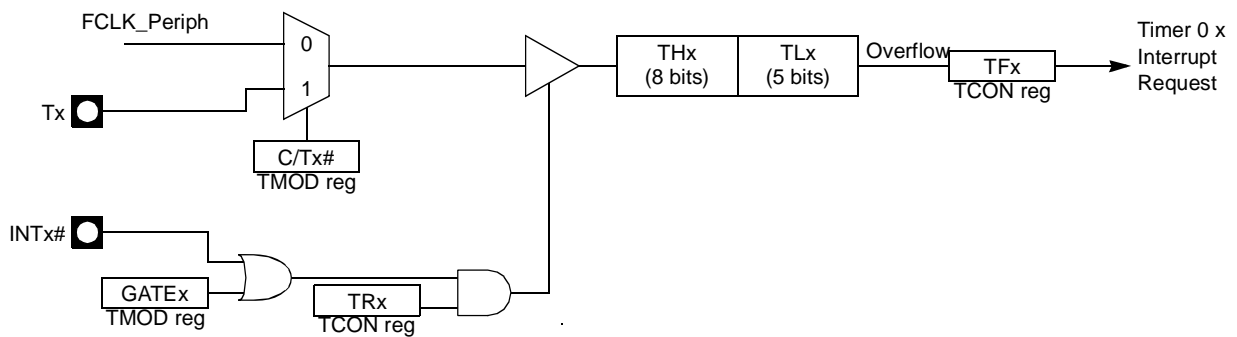 FCLK_Periph
0
1
Tx
C/Tx#
TMOD reg
THx
(8 bits)
TLx
(5 bits)
Overflow
TFx
TCON reg
Timer 0 x
Interrupt
Request
INTx#
GATEx
TMOD reg
TRx
TCON reg
.